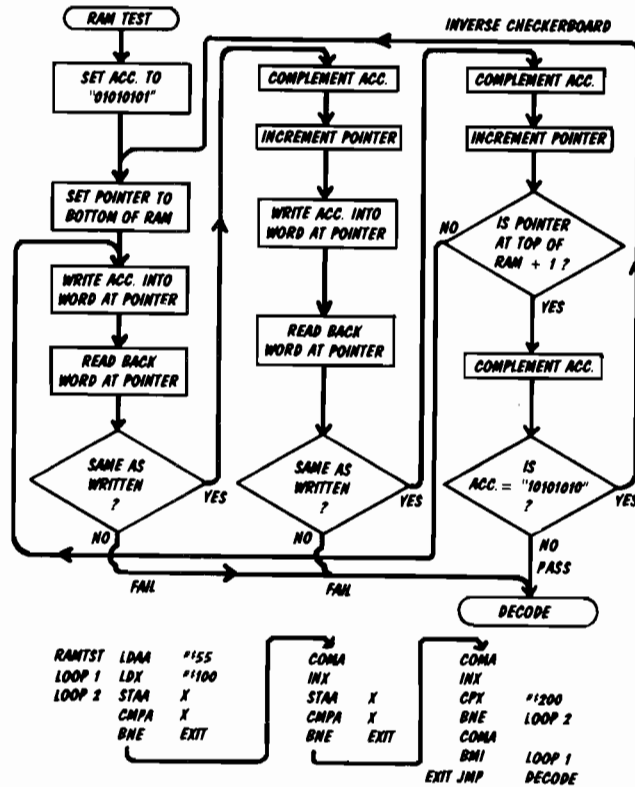 RAM TEST
SET ACC. TO
"01010101"
SET POINTER TO
BOTTOM OF RAM
WRITE ACC. INTO
WORD AT POINTER
READ BACK
WORD AT POINTER
SAME AS
WRITTEN
?
YES
NO
FAIL
COMPLEMENT ACC.
INCREMENT POINTER
WRITE ACC. INTO
WORD AT POINTER
READ BACK
WORD AT POINTER
SAME AS
WRITTEN
?
YES
NO
FAIL
INVERSE CHECKERBOARD
COMPLEMENT ACC.
INCREMENT POINTER
IS POINTER
AT TOP OF
RAM + 1 ?
NO
YES
COMPLEMENT ACC.
IS
ACC. = "10101010"
?
YES
NO
PASS
DECODE
RAMTST LDAA #$55
LOOP 1 LDX #$100
LOOP 2 STAA X
CMPA X
BNE EXIT
COMA
INX
STAA X
CMPA X
BNE EXIT
COMA
INX
CPX #$200
BNE LOOP 2
COMA
BMI LOOP 1
EXIT JMP DECODE